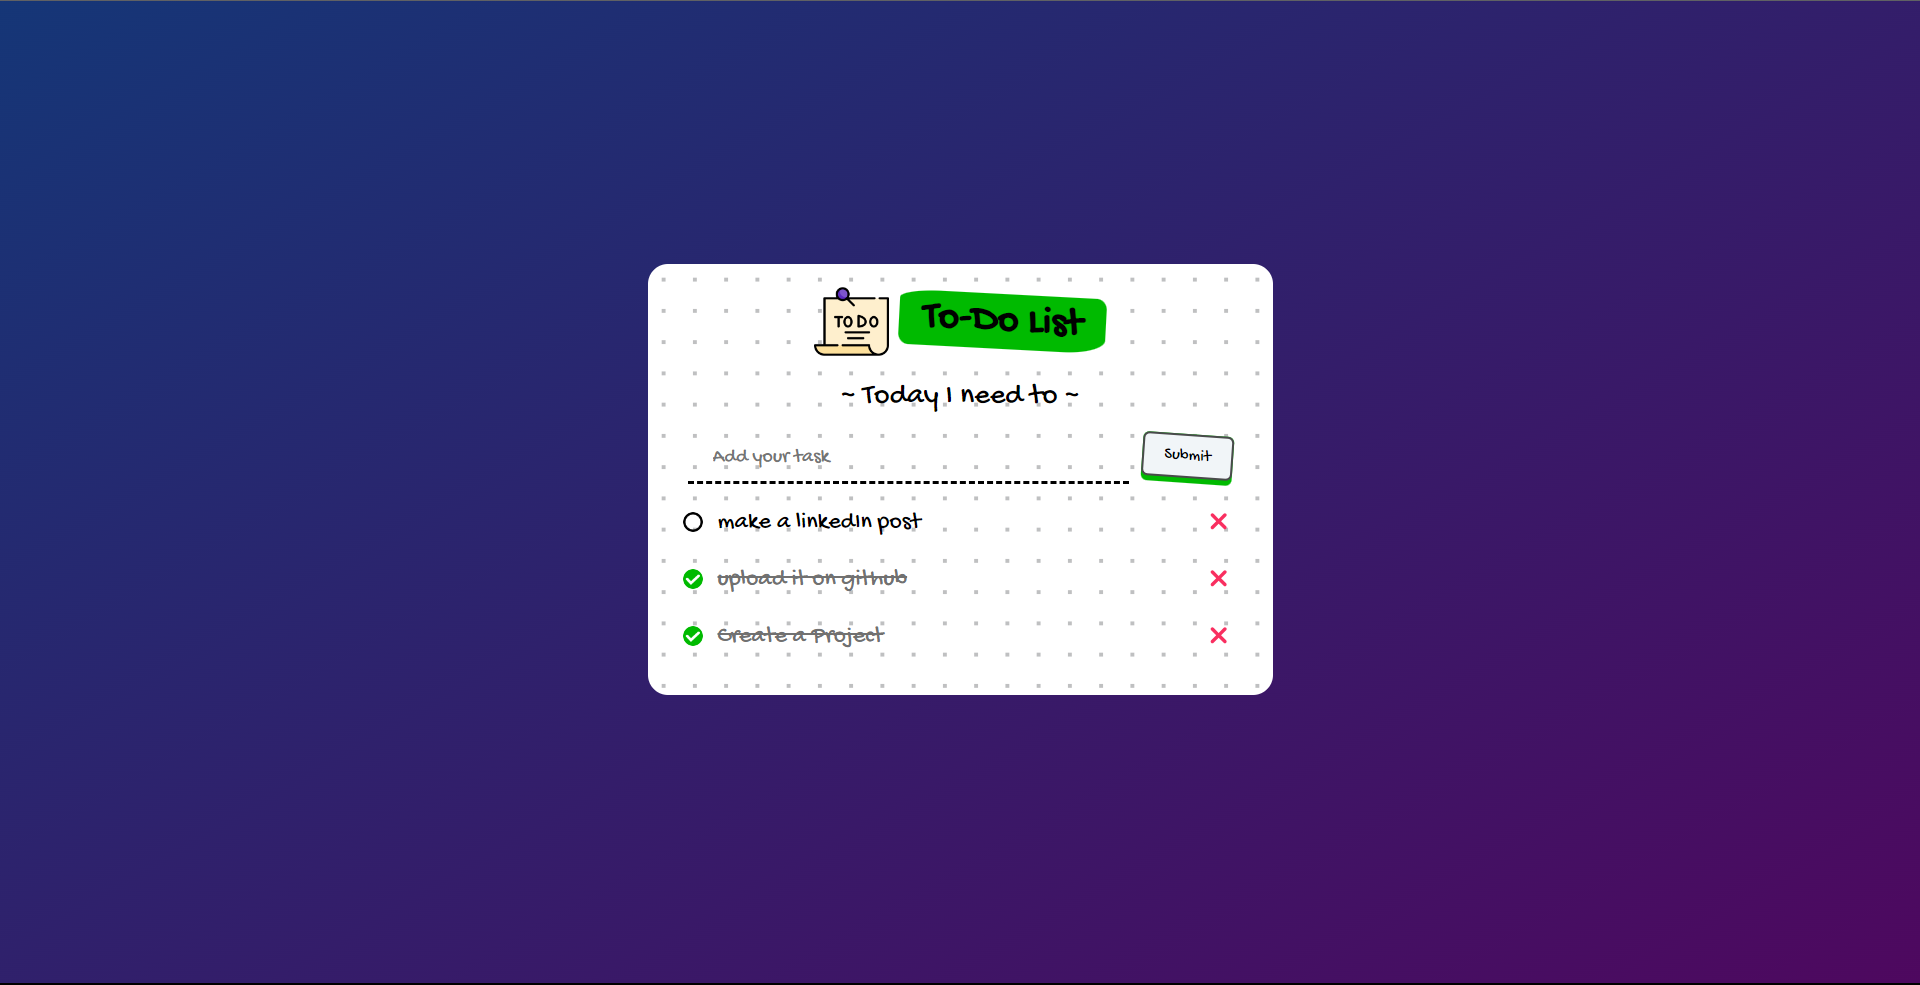 TO DO
To-Do List
~ Today I need to ~
Add your task
Submit
make a linkedIn post
upload it on github
Create a Project